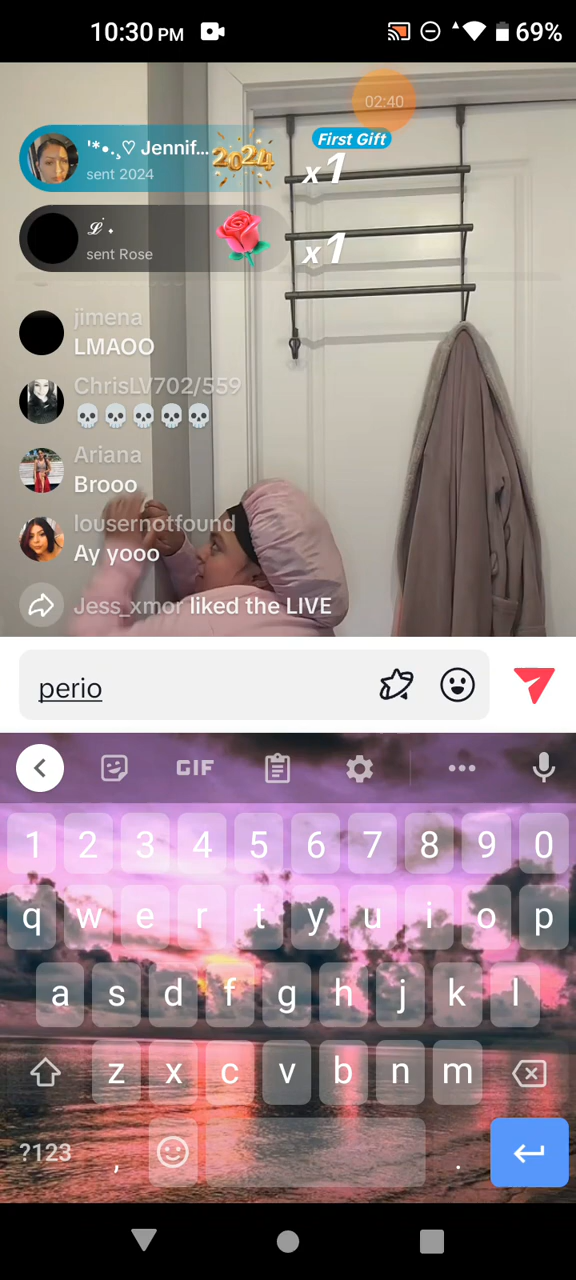 10:30 PM 69%
02:40
First Gift
'*•.¸♡ Jennif... 2024 x1
sent 2024
ℒ x1
sent Rose
jimena
LMAOO
ChrisLV702/559
💀💀💀💀💀
Ariana
Brooo
lousernotfound
Ay yooo
Jess_xmor liked the LIVE
perio
GIF
1 2 3 4 5 6 7 8 9 0
q w e r t y u i o p
a s d f g h j k l
z x c v b n m
?123 , .